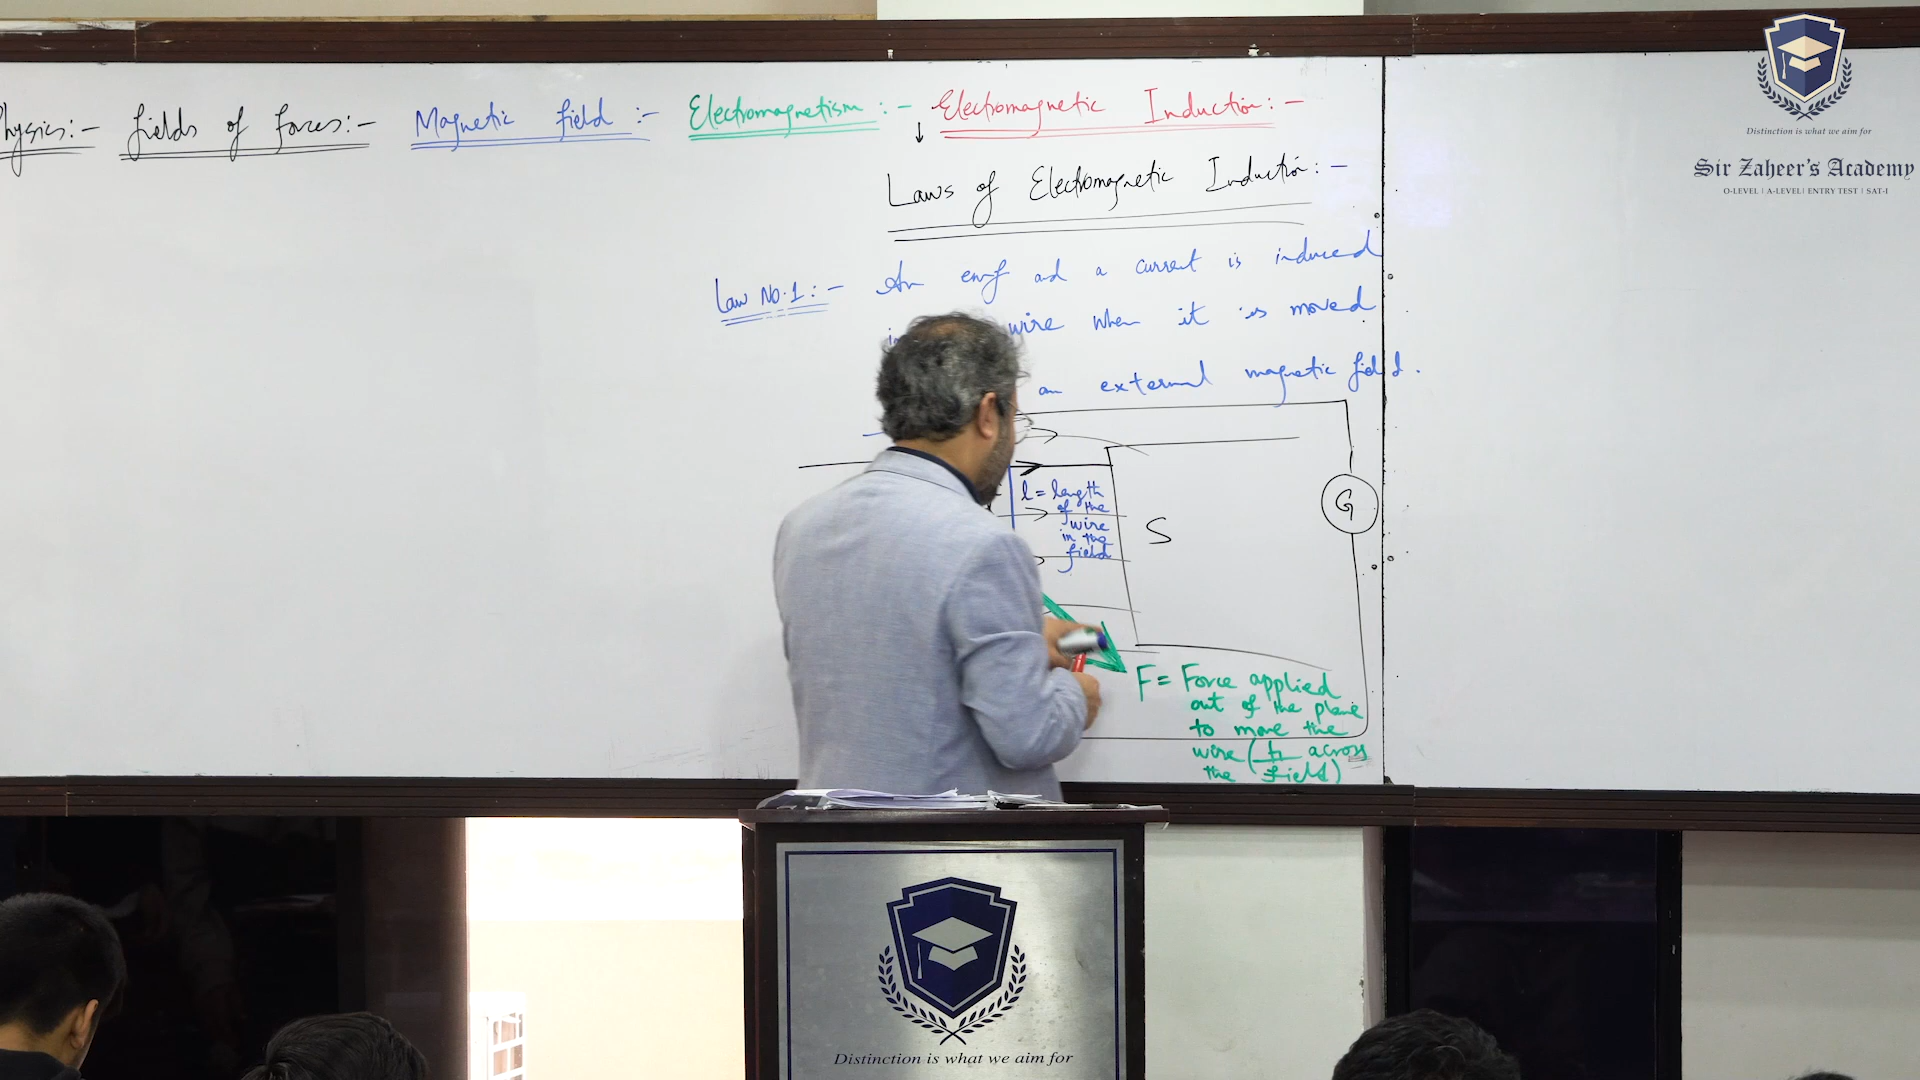 Physics:- fields of forces:- Magnetic field :- Electromagnetism :- Electromagnetic Induction:-
Laws of Electromagnetic Induction:-
Law No.1:- An emf and a current is induced
wire when it is moved
an external magnetic field.
l = length
of the
wire
in the
field
S
G
F = Force applied
out of the plane
to move the
wire ( across
the field)
Distinction is what we aim for
Sir Zaheer's Academy
O-LEVEL | A-LEVEL | ENTRY TEST | SAT-I
Distinction is what we aim for